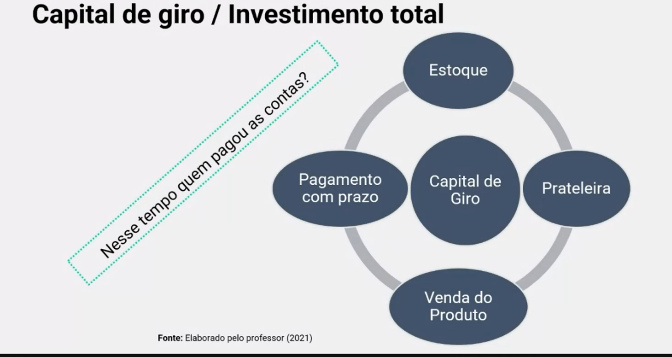 Capital de giro / Investimento total
Nesse tempo quem pagou as contas?
Estoque
Pagamento
com prazo
Capital de
Giro
Prateleira
Venda do
Produto
Fonte: Elaborado pelo professor (2021)